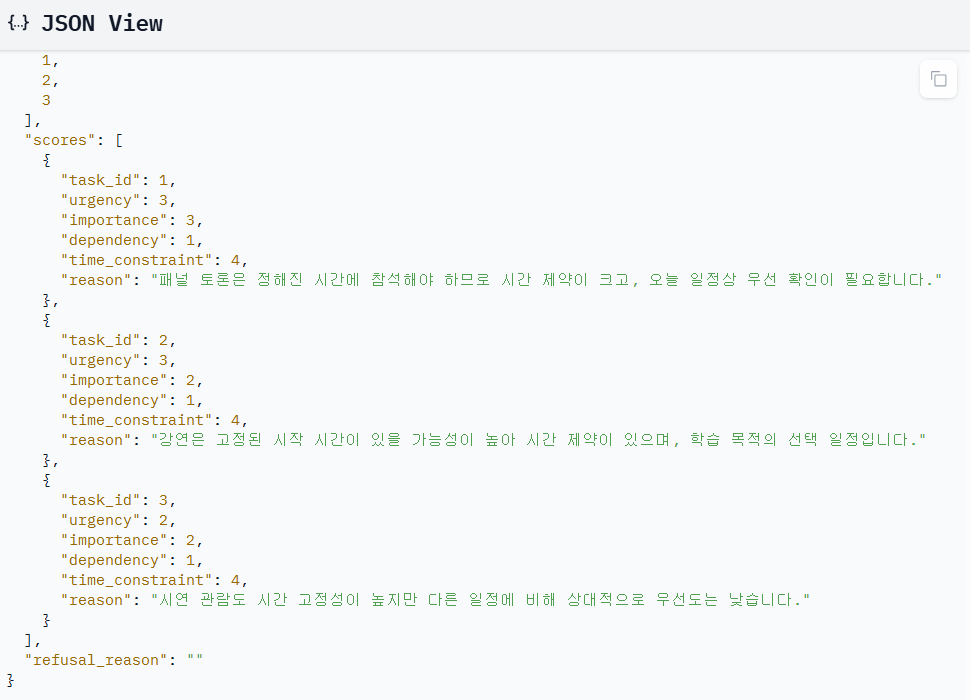 {...} JSON View
1,
2,
3
],
"scores": [
{
"task_id": 1,
"urgency": 3,
"importance": 3,
"dependency": 1,
"time_constraint": 4,
"reason": "패널 토론은 정해진 시간에 참석해야 하므로 시간 제약이 크고, 오늘 일정상 우선 확인이 필요합니다."
},
{
"task_id": 2,
"urgency": 3,
"importance": 2,
"dependency": 1,
"time_constraint": 4,
"reason": "강연은 고정된 시작 시간이 있을 가능성이 높아 시간 제약이 있으며, 학습 목적의 선택 일정입니다."
},
{
"task_id": 3,
"urgency": 2,
"importance": 2,
"dependency": 1,
"time_constraint": 4,
"reason": "시연 관람도 시간 고정성이 높지만 다른 일정에 비해 상대적으로 우선도는 낮습니다."
}
],
"refusal_reason": ""
}